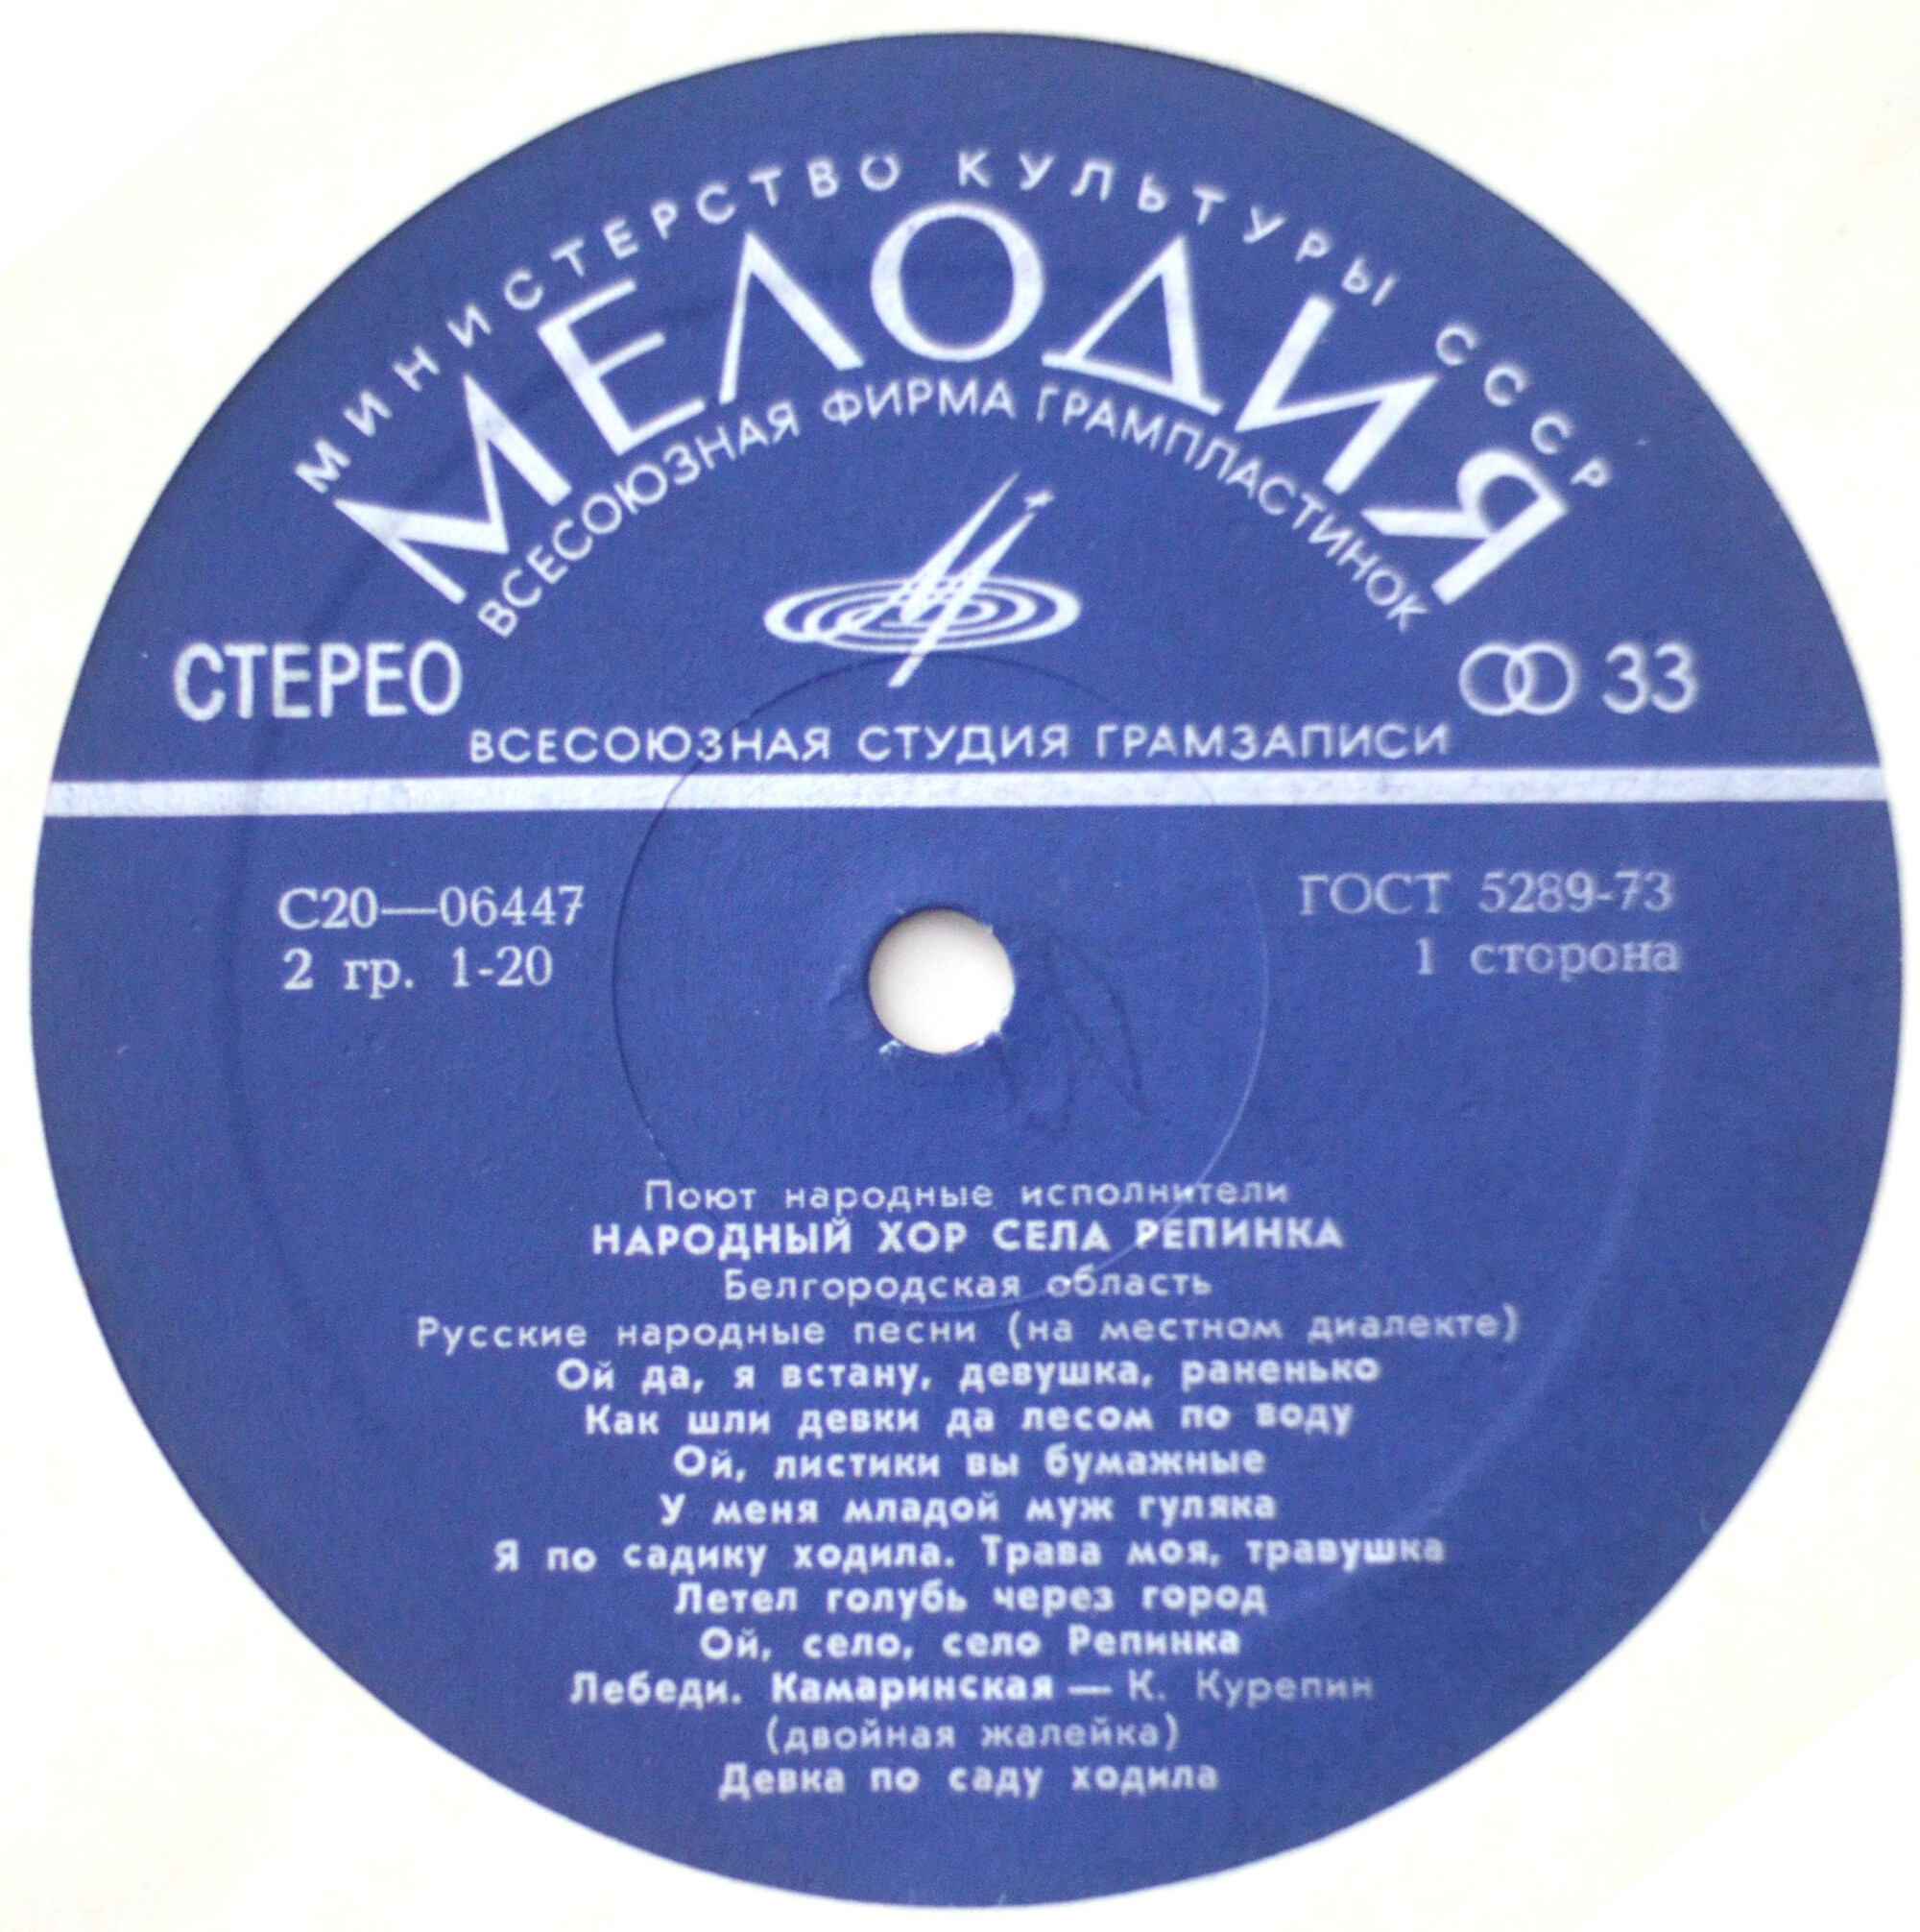 МИНИСТЕРСТВО КУЛЬТУРЫ СССР
МЕЛОДИЯ
ВСЕСОЮЗНАЯ ФИРМА ГРАМПЛАСТИНОК
СТЕРЕО
33
ВСЕСОЮЗНАЯ СТУДИЯ ГРАМЗАПИСИ
С20—06447
2 гр. 1-20
ГОСТ 5289-73
1 сторона
Поют народные исполнители
НАРОДНЫЙ ХОР СЕЛА РЕПИНКА
Белгородская область
Русские народные песни (на местном диалекте)
Ой да, я встану, девушка, раненько
Как шли девки да лесом по воду
Ой, листики вы бумажные
У меня младой муж гуляка
Я по садику ходила. Трава моя, травушка
Летел голубь через город
Ой, село, село Репинка
Лебеди. Камаринская — К. Курепин
(двойная жалейка)
Девка по саду ходила